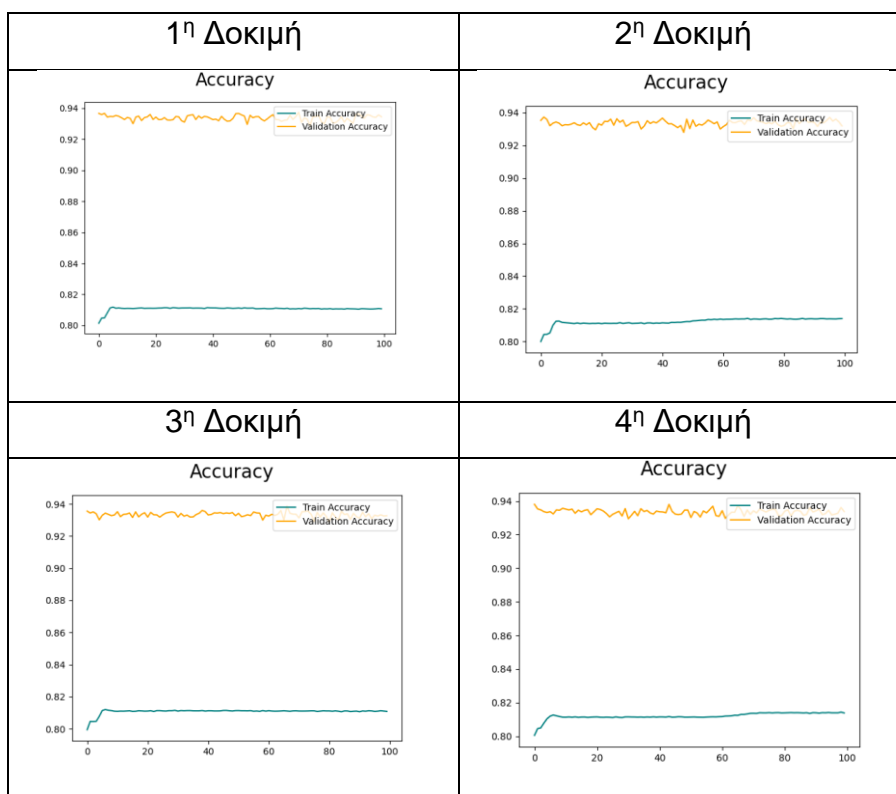 1η Δοκιμή
2η Δοκιμή
Accuracy
0.94
0.92
0.90
0.88
0.86
0.84
0.82
0.80
Train Accuracy
Validation Accuracy
0 20 40 60 80 100
Accuracy
0.94
0.92
0.90
0.88
0.86
0.84
0.82
0.80
Train Accuracy
Validation Accuracy
0 20 40 60 80 100
3η Δοκιμή
4η Δοκιμή
Accuracy
0.94
0.92
0.90
0.88
0.86
0.84
0.82
0.80
Train Accuracy
Validation Accuracy
0 20 40 60 80 100
Accuracy
0.94
0.92
0.90
0.88
0.86
0.84
0.82
0.80
Train Accuracy
Validation Accuracy
0 20 40 60 80 100